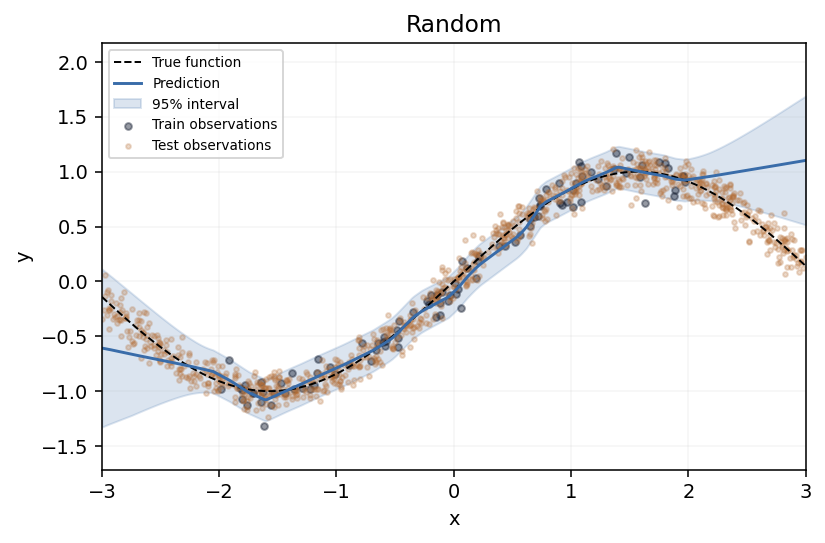 Random
True function
Prediction
95% interval
Train observations
Test observations
y
2.0
1.5
1.0
0.5
0.0
−0.5
−1.0
−1.5
−3 −2 −1 0 1 2 3
x